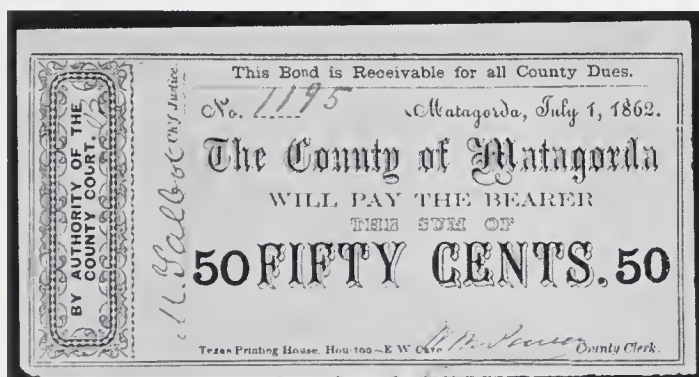 BY AUTHORITY OF THE
COUNTY COURT.
M. Talbot Ch'f Justice.
This Bond is Receivable for all County Dues.
No. 1195 Matagorda, July 1, 1862.
The County of Matagorda
WILL PAY THE BEARER
THE SUM OF
50 FIFTY CENTS. 50
Texas Printing House, Houston—E W Cave
County Clerk.